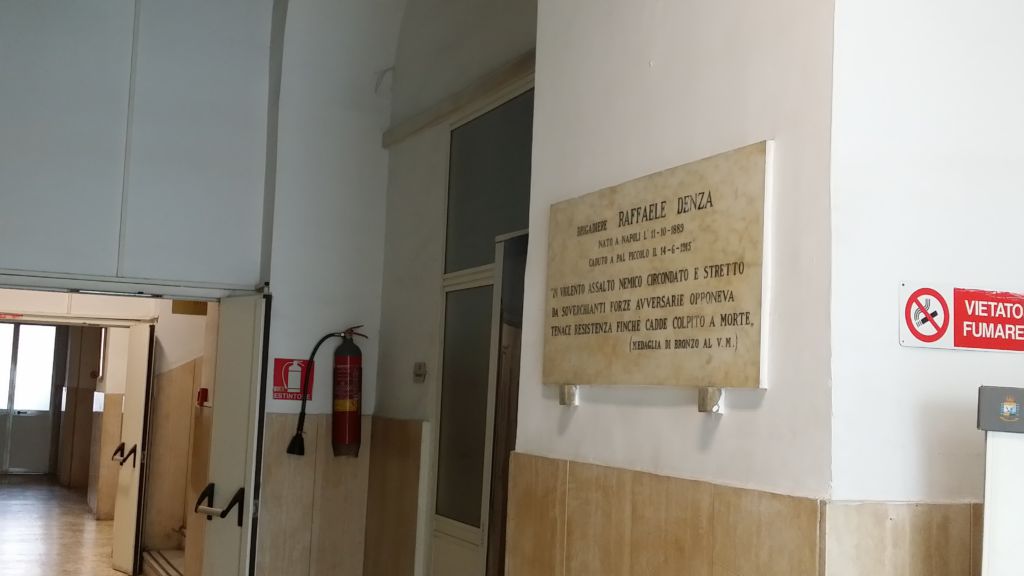 ESTINTORE
BRIGADIERE RAFFAELE DENZA
NATO A NAPOLI L' 11-10-1889
CADUTO A PAL PICCOLO IL 14-6-1915
"IN VIOLENTO ASSALTO NEMICO CIRCONDATO E STRETTO
DA SOVERCHIANTI FORZE AVVERSARIE OPPONEVA
TENACE RESISTENZA FINCHÈ CADDE COLPITO A MORTE"
(MEDAGLIA DI BRONZO AL V. M.)
VIETATO
FUMARE